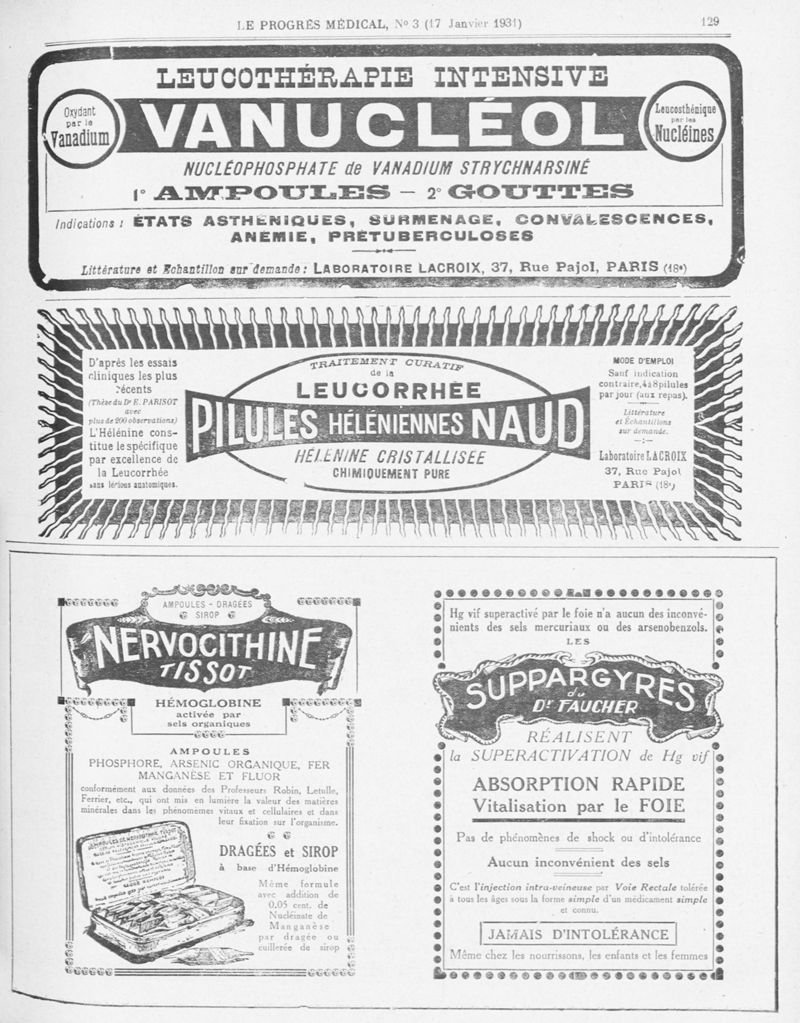 LE PROGRÈS MÉDICAL, No 3 (17 Janvier 1931)
129
LEUCOTHÉRAPIE INTENSIVE
Oxydant
par le
Vanadium
VANUCLÉOL
Leucosthénique
par les
Nucléines
NUCLÉOPHOSPHATE de VANADIUM STRYCHNARSINÉ
1° AMPOULES — 2° GOUTTES
Indications : ÉTATS ASTHÉNIQUES, SURMENAGE, CONVALESCENCES,
ANÉMIE, PRÉTUBERCULOSES
Littérature et Echantillon sur demande: LABORATOIRE LACROIX, 37, Rue Pajol, PARIS (18e)
D'après les essais
cliniques les plus
récents
(Thèse du Dr E. PARISOT
avec
plus de 200 observations)
L'Hélénine cons-
titue le spécifique
par excellence de
la Leucorrhée
sans lésions anatomiques.
TRAITEMENT CURATIF
de la
LEUCORRHÉE
PILULES HÉLÉNIENNES NAUD
HÉLÉNINE CRISTALLISÉE
CHIMIQUEMENT PURE
MODE D'EMPLOI
Sauf indication
contraire, 4 à 8 pilules
par jour (aux repas).
Littérature
et Échantillons
sur demande.
Laboratoire LACROIX
37, Rue Pajol
PARIS (18e)
AMPOULES - DRAGÉES
SIROP
NERVOCITHINE
TISSOT
HÉMOGLOBINE
activée par
sels organiques
AMPOULES
PHOSPHORE, ARSENIC ORGANIQUE, FER
MANGANÈSE ET FLUOR
conformément aux données des Professeurs Robin, Letulle,
Ferrier, etc., qui ont mis en lumière la valeur des matières
minérales dans les phénomènes vitaux et cellulaires et dans
leur fixation sur l'organisme.
AMPOULES DE NERVOCITHINE TISSOT
DRAGÉES et SIROP
à base d'Hémoglobine
Même formule
avec addition de
0.05 cent. de
Nucléinate de
Manganèse
par dragée ou
cuillerée de sirop
Hg vif superactivé par le foie n'a aucun des inconvé-
nients des sels mercuriaux ou des arsenobenzols.
LES
SUPPARGYRES
du
Dr FAUCHER
RÉALISENT
la SUPERACTIVATION de Hg vif
ABSORPTION RAPIDE
Vitalisation par le FOIE
Pas de phénomènes de shock ou d'intolérance
Aucun inconvénient des sels
C'est l'injection intra-veineuse par Voie Rectale tolérée
à tous les âges sous la forme simple d'un médicament simple
et connu.
JAMAIS D'INTOLÉRANCE
Même chez les nourrissons, les enfants et les femmes